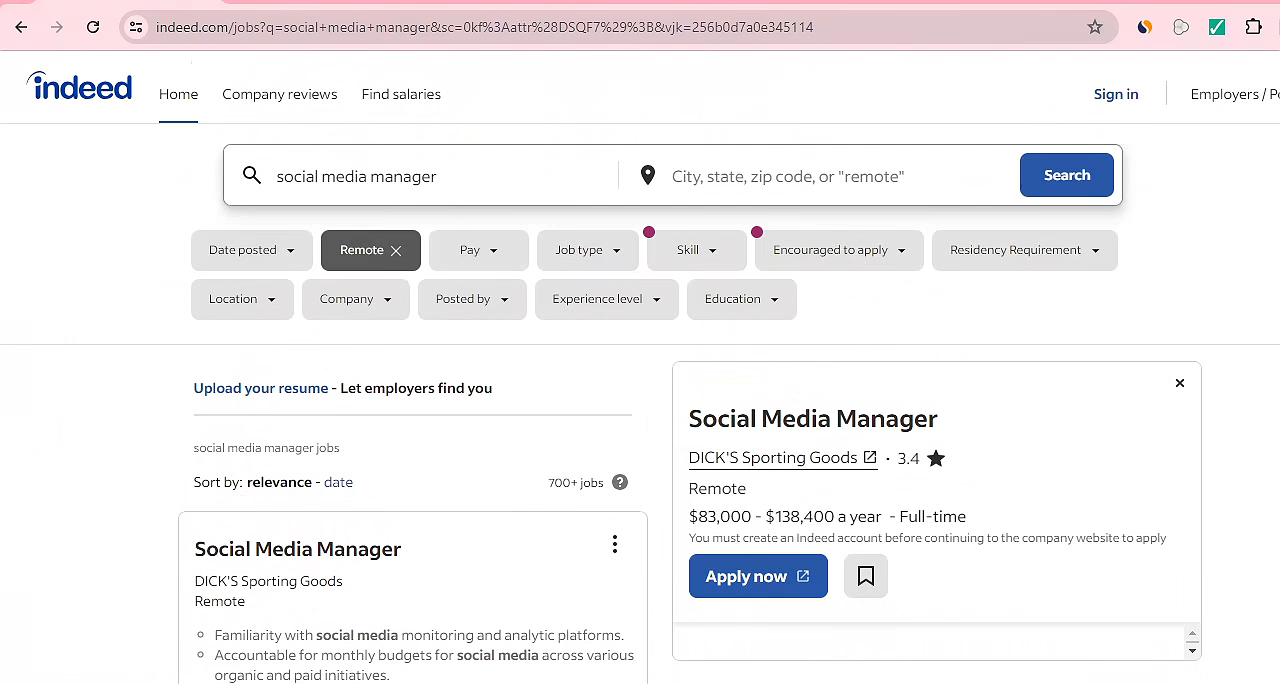 indeed.com/jobs?q=social+media+manager&sc=0kf%3Aattr%28DSQF7%29%3B&vjk=256b0d7a0e345114
indeed
Home Company reviews Find salaries Sign in Employers /
social media manager City, state, zip code, or "remote" Search
Date posted Remote Pay Job type Skill Encouraged to apply Residency Requirement
Location Company Posted by Experience level Education
Upload your resume - Let employers find you
social media manager jobs
Sort by: relevance - date 700+ jobs ?
Social Media Manager
DICK'S Sporting Goods
Remote
Familiarity with social media monitoring and analytic platforms.
Accountable for monthly budgets for social media across various
organic and paid initiatives.
Social Media Manager
DICK'S Sporting Goods · 3.4
Remote
$83,000 - $138,400 a year - Full-time
You must create an Indeed account before continuing to the company website to apply
Apply now